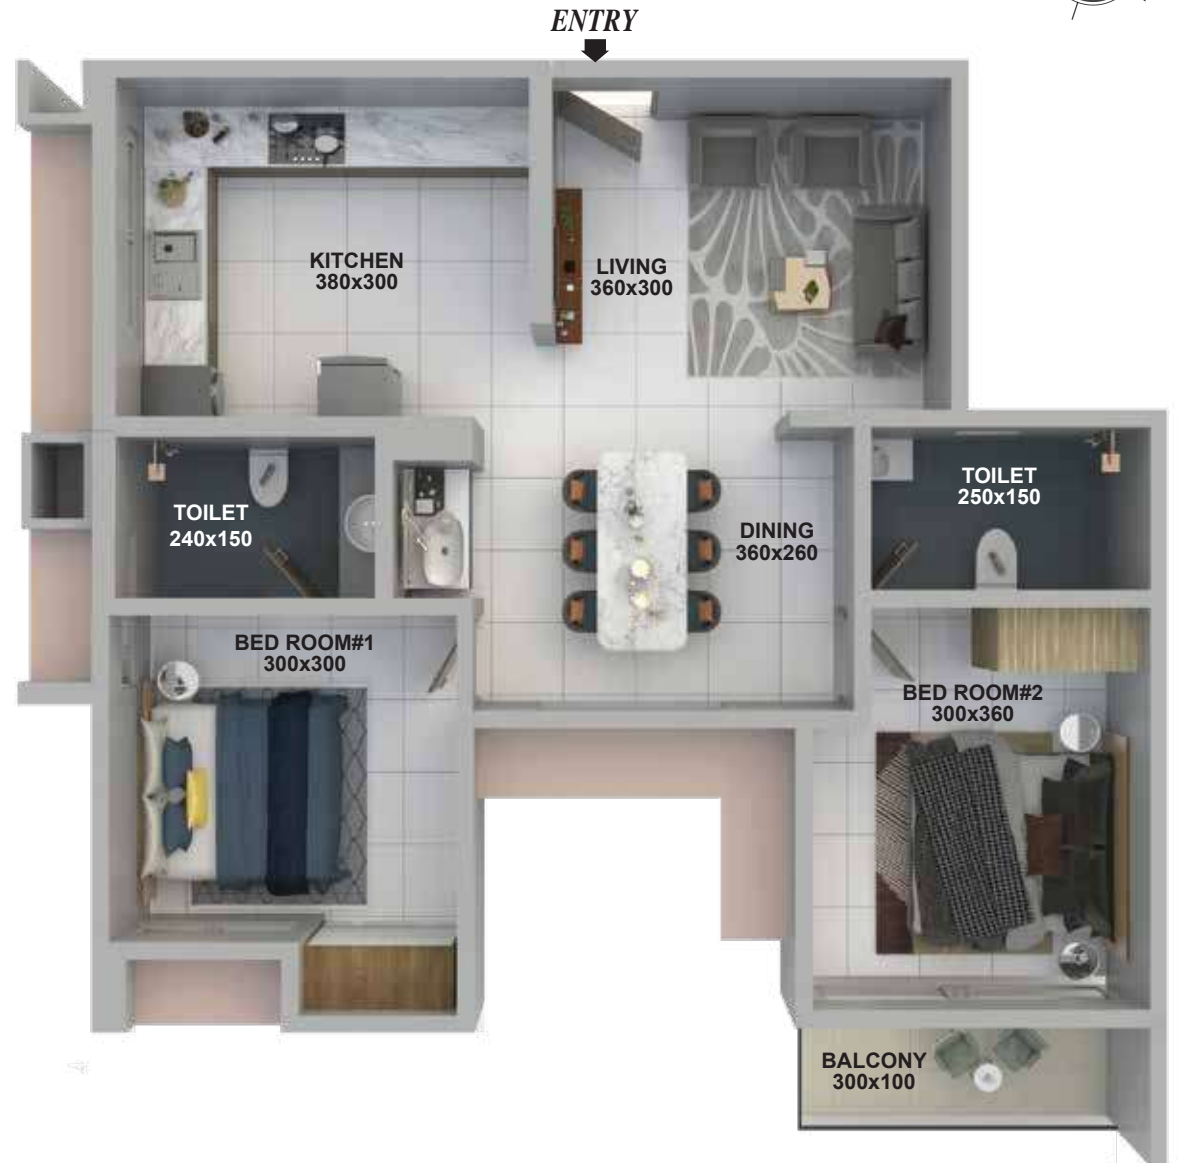 ENTRY
KITCHEN
380x300
LIVING
360x300
TOILET
240x150
DINING
360x260
TOILET
250x150
BED ROOM#1
300x300
BED ROOM#2
300x360
BALCONY
300x100